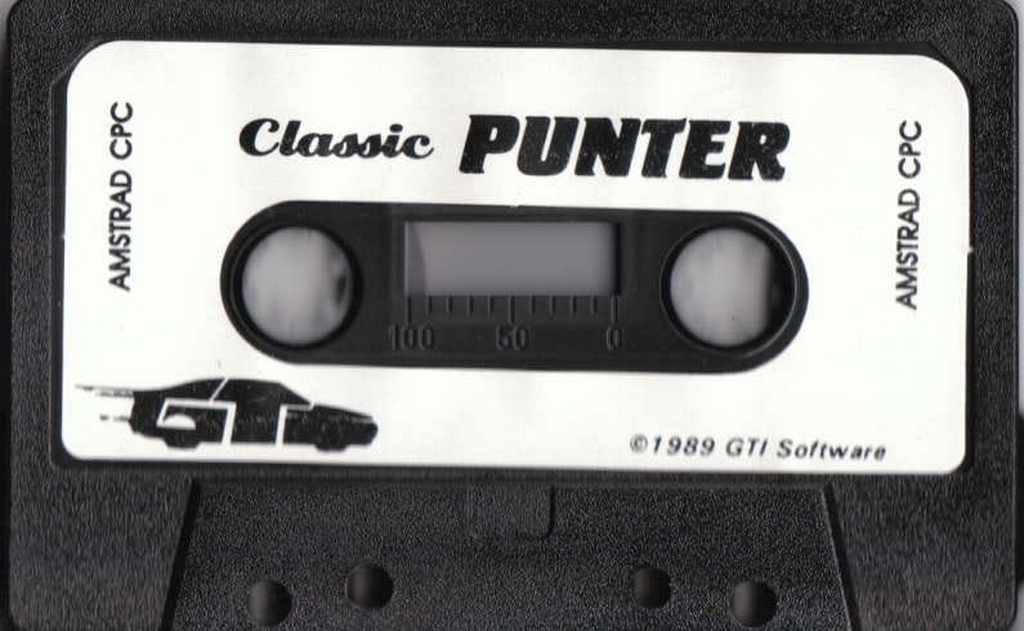 Classic PUNTER
AMSTRAD CPC
AMSTRAD CPC
100 50 0
GTI
©1989 GTI Software